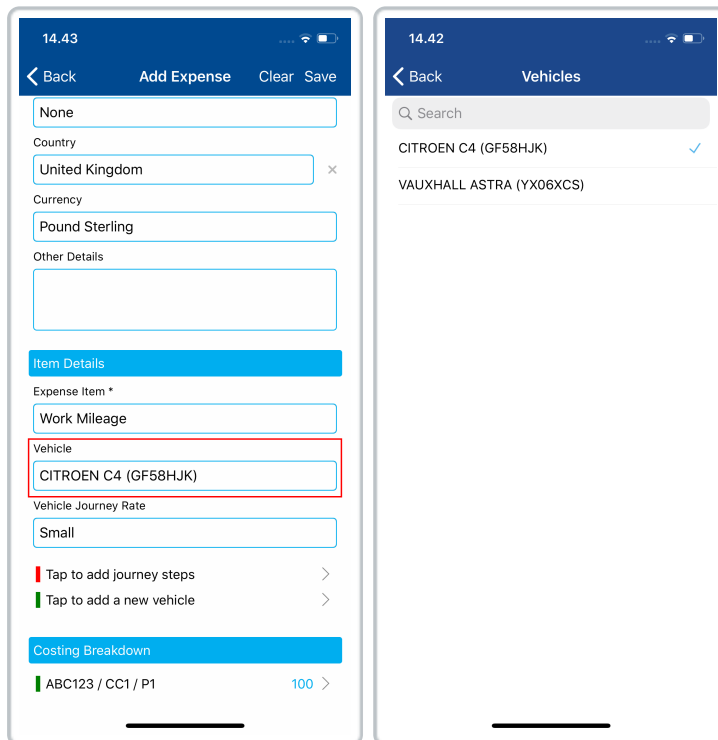 14.43
Back Add Expense Clear Save
None
Country
United Kingdom
Currency
Pound Sterling
Other Details
Item Details
Expense Item *
Work Mileage
Vehicle
CITROEN C4 (GF58HJK)
Vehicle Journey Rate
Small
Tap to add journey steps
Tap to add a new vehicle
Costing Breakdown
ABC123 / CC1 / P1 100
14.42
Back Vehicles
Search
CITROEN C4 (GF58HJK)
VAUXHALL ASTRA (YX06XCS)